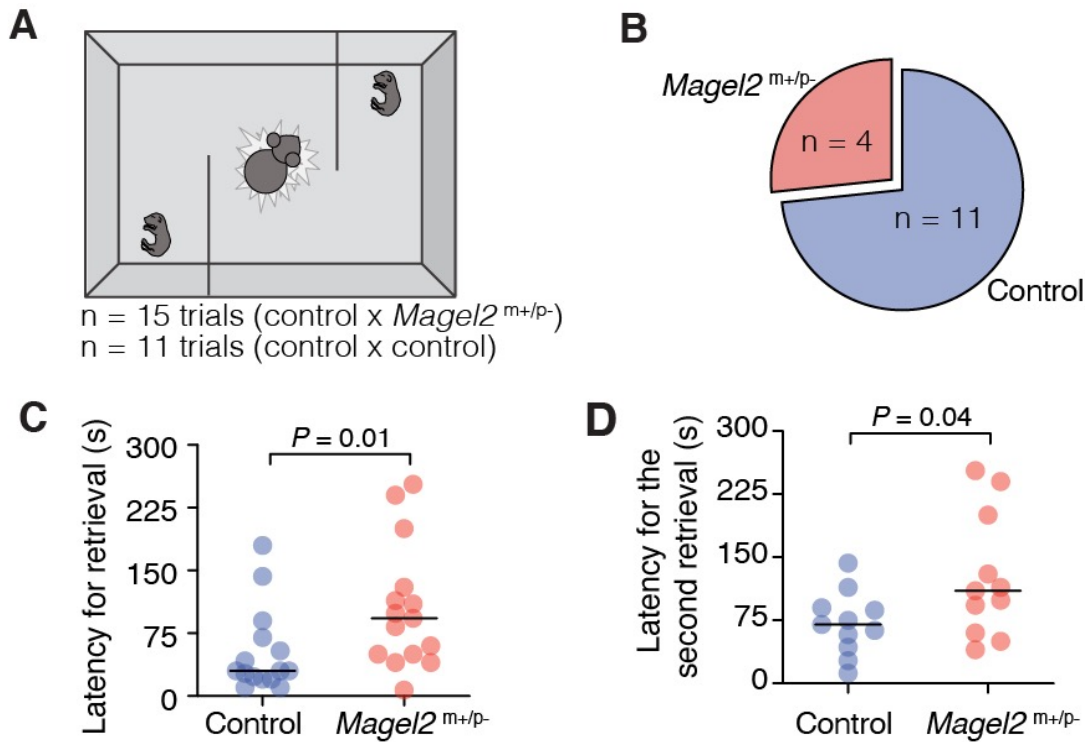 A
n = 15 trials (control x Magel2 m+/p-)
n = 11 trials (control x control)
B
Magel2 m+/p-
n = 4
n = 11
Control
C
Latency for retrieval (s)
300
225
150
75
0
P = 0.01
Control
Magel2 m+/p-
D
Latency for the
second retrieval (s)
300
225
150
75
0
P = 0.04
Control
Magel2 m+/p-